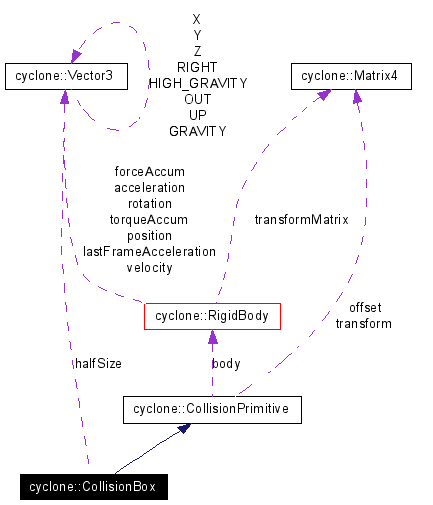 X
Y
Z
RIGHT
HIGH_GRAVITY
OUT
UP
GRAVITY
cyclone::Vector3
cyclone::Matrix4
forceAccum
acceleration
rotation
torqueAccum
position
lastFrameAcceleration
velocity
transformMatrix
cyclone::RigidBody
offset
transform
halfSize
body
cyclone::CollisionPrimitive
cyclone::CollisionBox